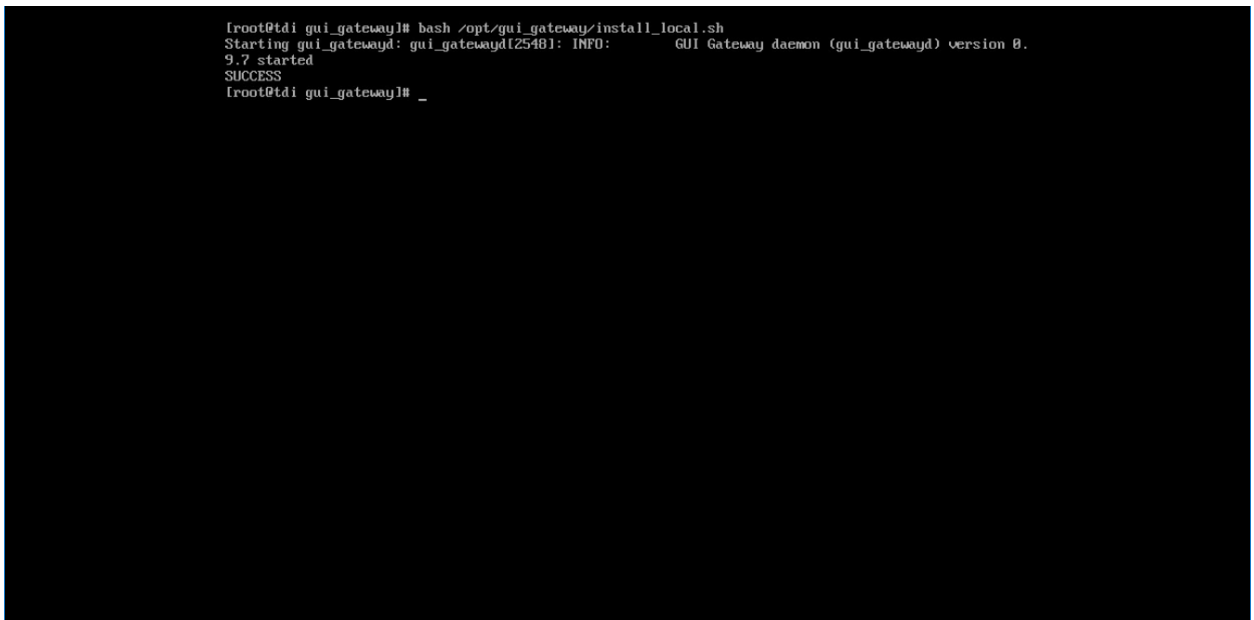 [root@tdi gui_gateway]# bash /opt/gui_gateway/install_local.sh
Starting gui_gatewayd: gui_gatewayd[2548]: INFO:        GUI Gateway daemon (gui_gatewayd) version 0.
9.7 started
SUCCESS
[root@tdi gui_gateway]# _